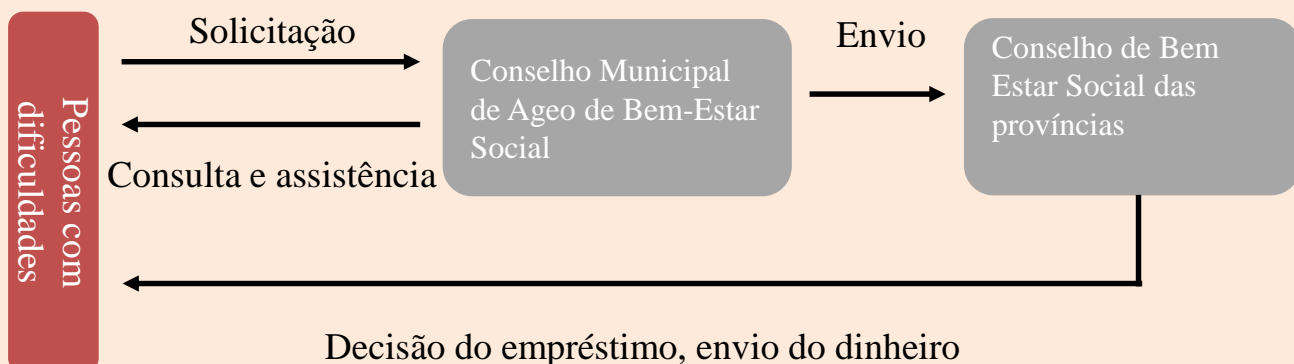 Pessoas com
dificuldades
Solicitação
Consulta e assistência
Conselho Municipal
de Ageo de Bem-Estar
Social
Envio
Conselho de Bem
Estar Social das
províncias
Decisão do empréstimo, envio do dinheiro